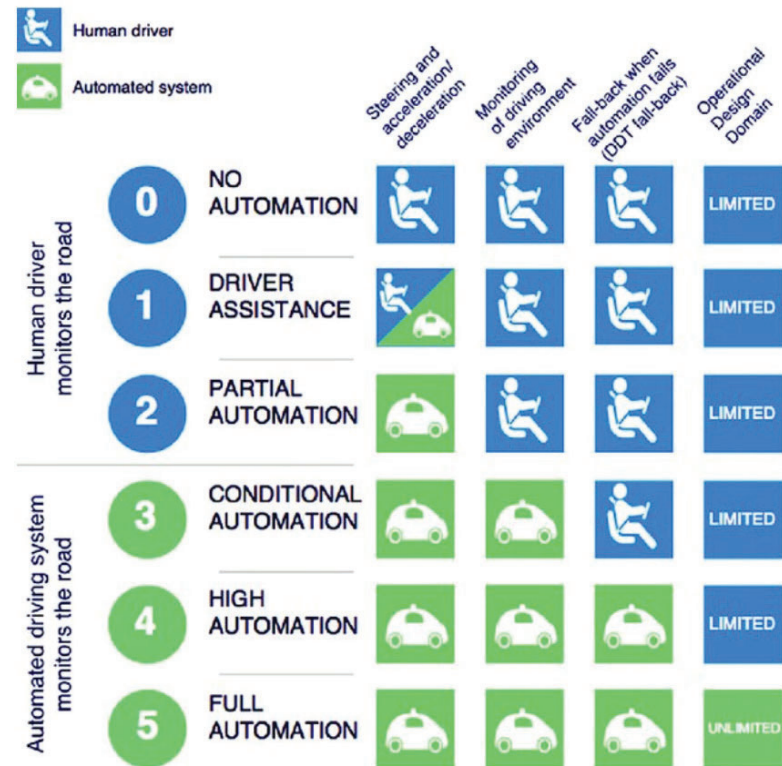 Human driver
Automated system
Steering and
acceleration/
deceleration
Monitoring
of driving
environment
Fall-back when
automation fails
(DDT fall-back)
Operational
Design
Domain
Human driver
monitors the road
0
NO
AUTOMATION
LIMITED
1
DRIVER
ASSISTANCE
LIMITED
2
PARTIAL
AUTOMATION
LIMITED
Automated driving system
monitors the road
3
CONDITIONAL
AUTOMATION
LIMITED
4
HIGH
AUTOMATION
LIMITED
5
FULL
AUTOMATION
UNLIMITED